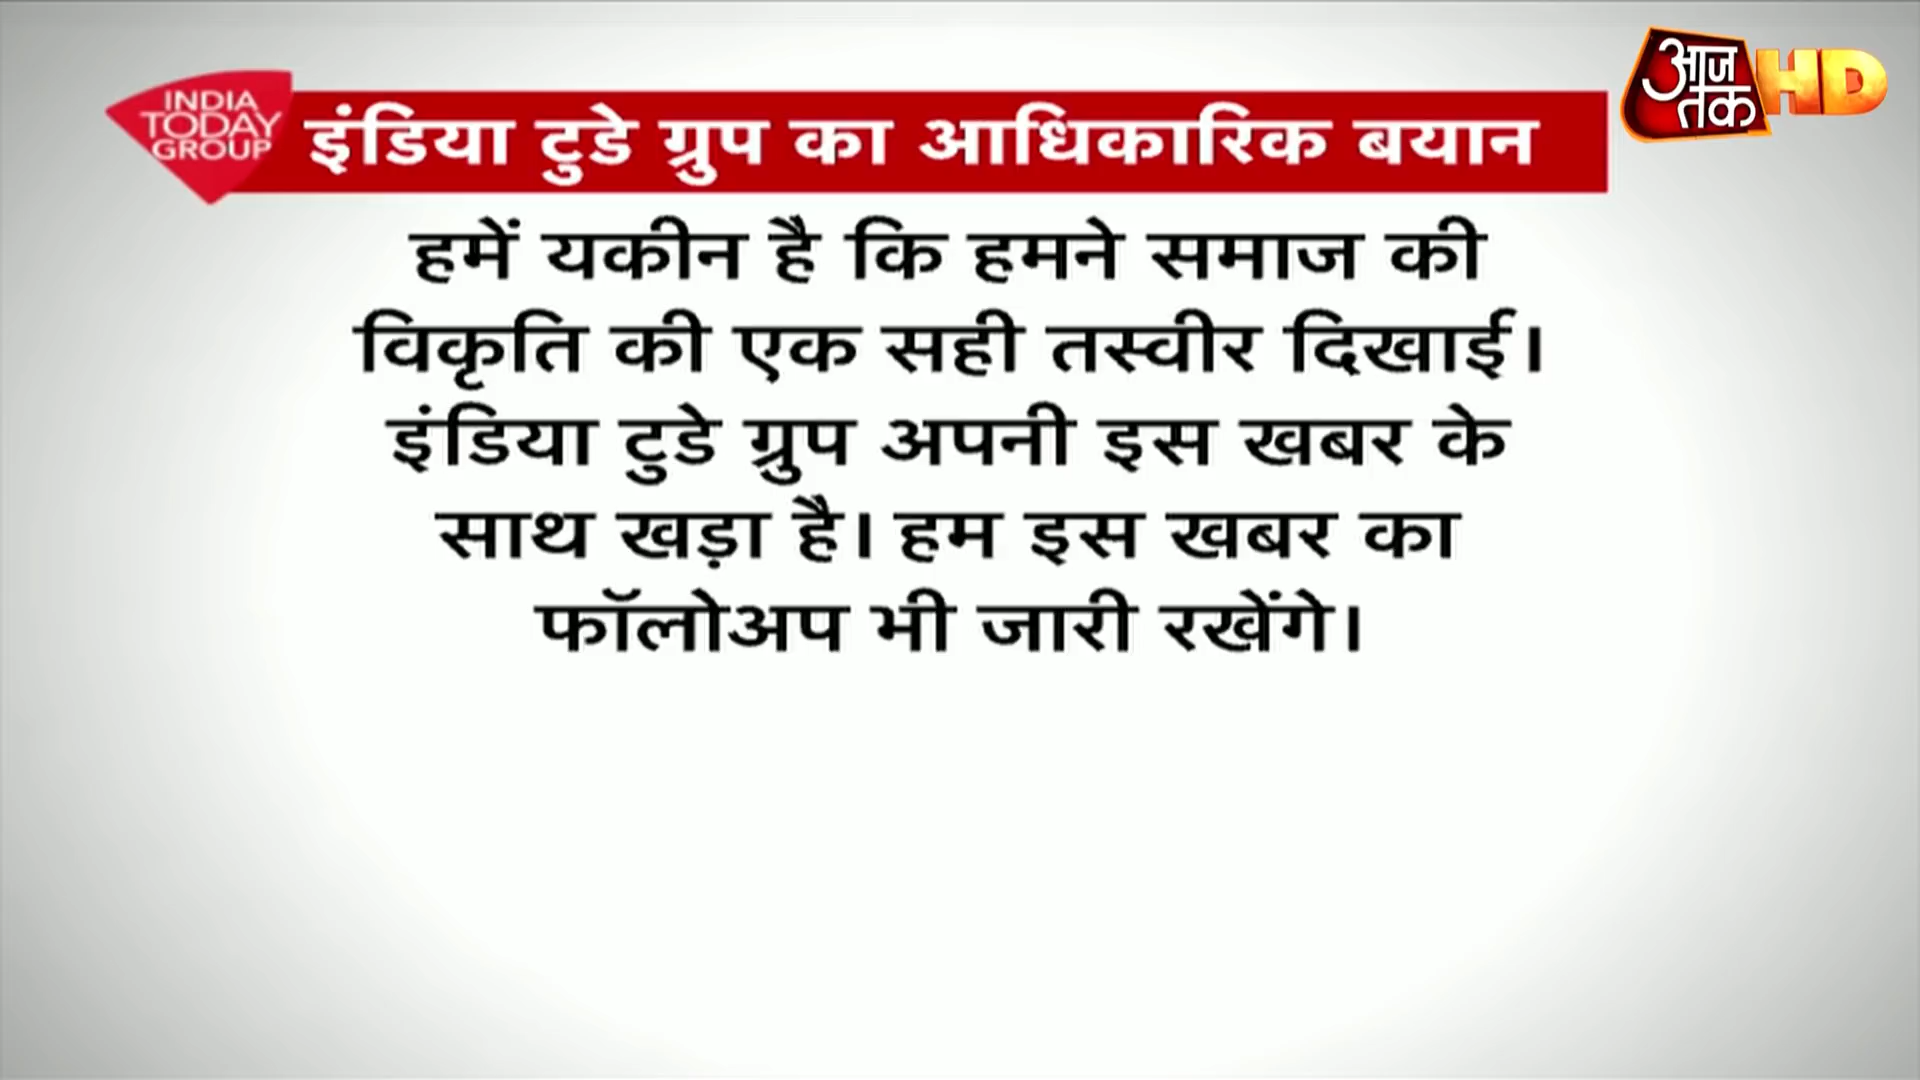 INDIA
TODAY
GROUP
इंडिया टुडे ग्रुप का आधिकारिक बयान
आज
तक
HD
हमें यकीन है कि हमने समाज की
विकृति की एक सही तस्वीर दिखाई।
इंडिया टुडे ग्रुप अपनी इस खबर के
साथ खड़ा है। हम इस खबर का
फॉलोअप भी जारी रखेंगे।